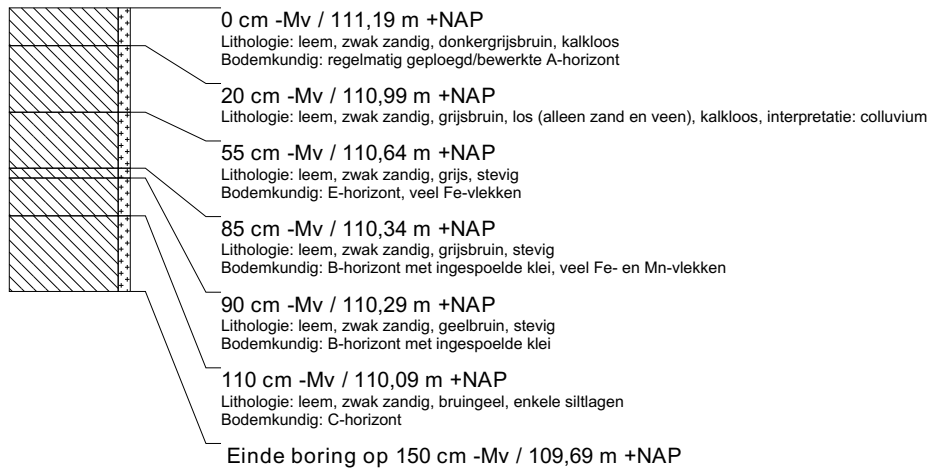 0 cm -Mv / 111,19 m +NAP
Lithologie: leem, zwak zandig, donkergrijsbruin, kalkloos
Bodemkundig: regelmatig geploegd/bewerkte A-horizont
20 cm -Mv / 110,99 m +NAP
Lithologie: leem, zwak zandig, grijsbruin, los (alleen zand en veen), kalkloos, interpretatie: colluvium
55 cm -Mv / 110,64 m +NAP
Lithologie: leem, zwak zandig, grijs, stevig
Bodemkundig: E-horizont, veel Fe-vlekken
85 cm -Mv / 110,34 m +NAP
Lithologie: leem, zwak zandig, grijsbruin, stevig
Bodemkundig: B-horizont met ingespoelde klei, veel Fe- en Mn-vlekken
90 cm -Mv / 110,29 m +NAP
Lithologie: leem, zwak zandig, geelbruin, stevig
Bodemkundig: B-horizont met ingespoelde klei
110 cm -Mv / 110,09 m +NAP
Lithologie: leem, zwak zandig, bruingeel, enkele siltlagen
Bodemkundig: C-horizont
Einde boring op 150 cm -Mv / 109,69 m +NAP